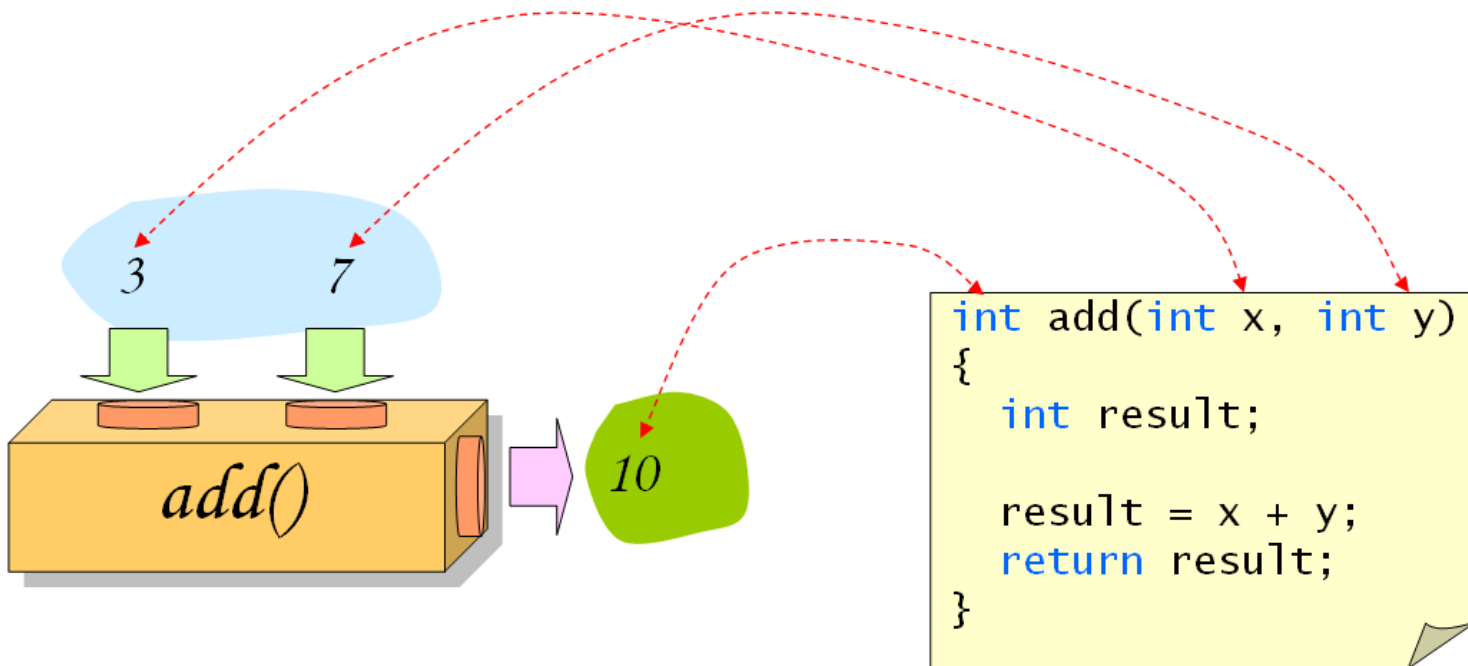 3 7
add()
10
int add(int x, int y)
{
int result;
result = x + y;
return result;
}